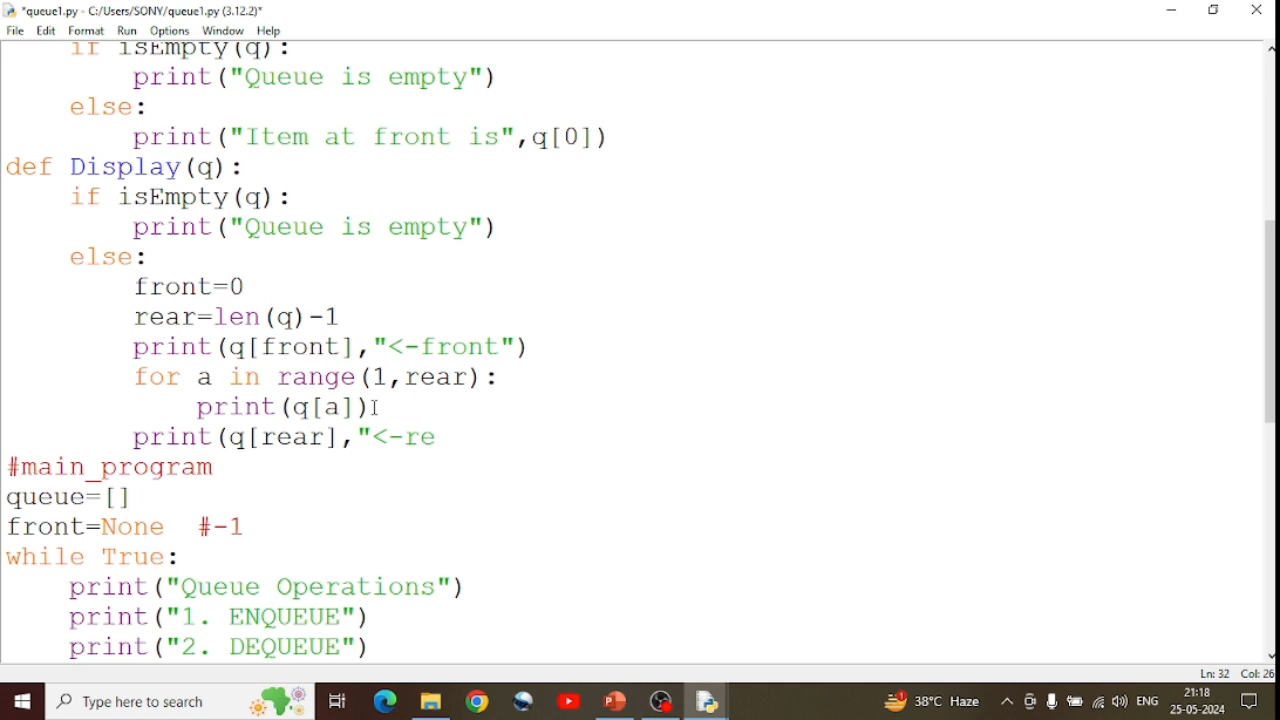 *queue1.py - C:/Users/SONY/queue1.py (3.12.2)*
File Edit Format Run Options Window Help
if isEmpty(q):
print("Queue is empty")
else:
print("Item at front is",q[0])
def Display(q):
if isEmpty(q):
print("Queue is empty")
else:
front=0
rear=len(q)-1
print(q[front],"<-front")
for a in range(1,rear):
print(q[a])
print(q[rear],"<-re
#main_program
queue=[]
front=None #-1
while True:
print("Queue Operations")
print("1. ENQUEUE")
print("2. DEQUEUE")
Ln: 32 Col: 26
Type here to search
38°C Haze
ENG
21:18
25-05-2024